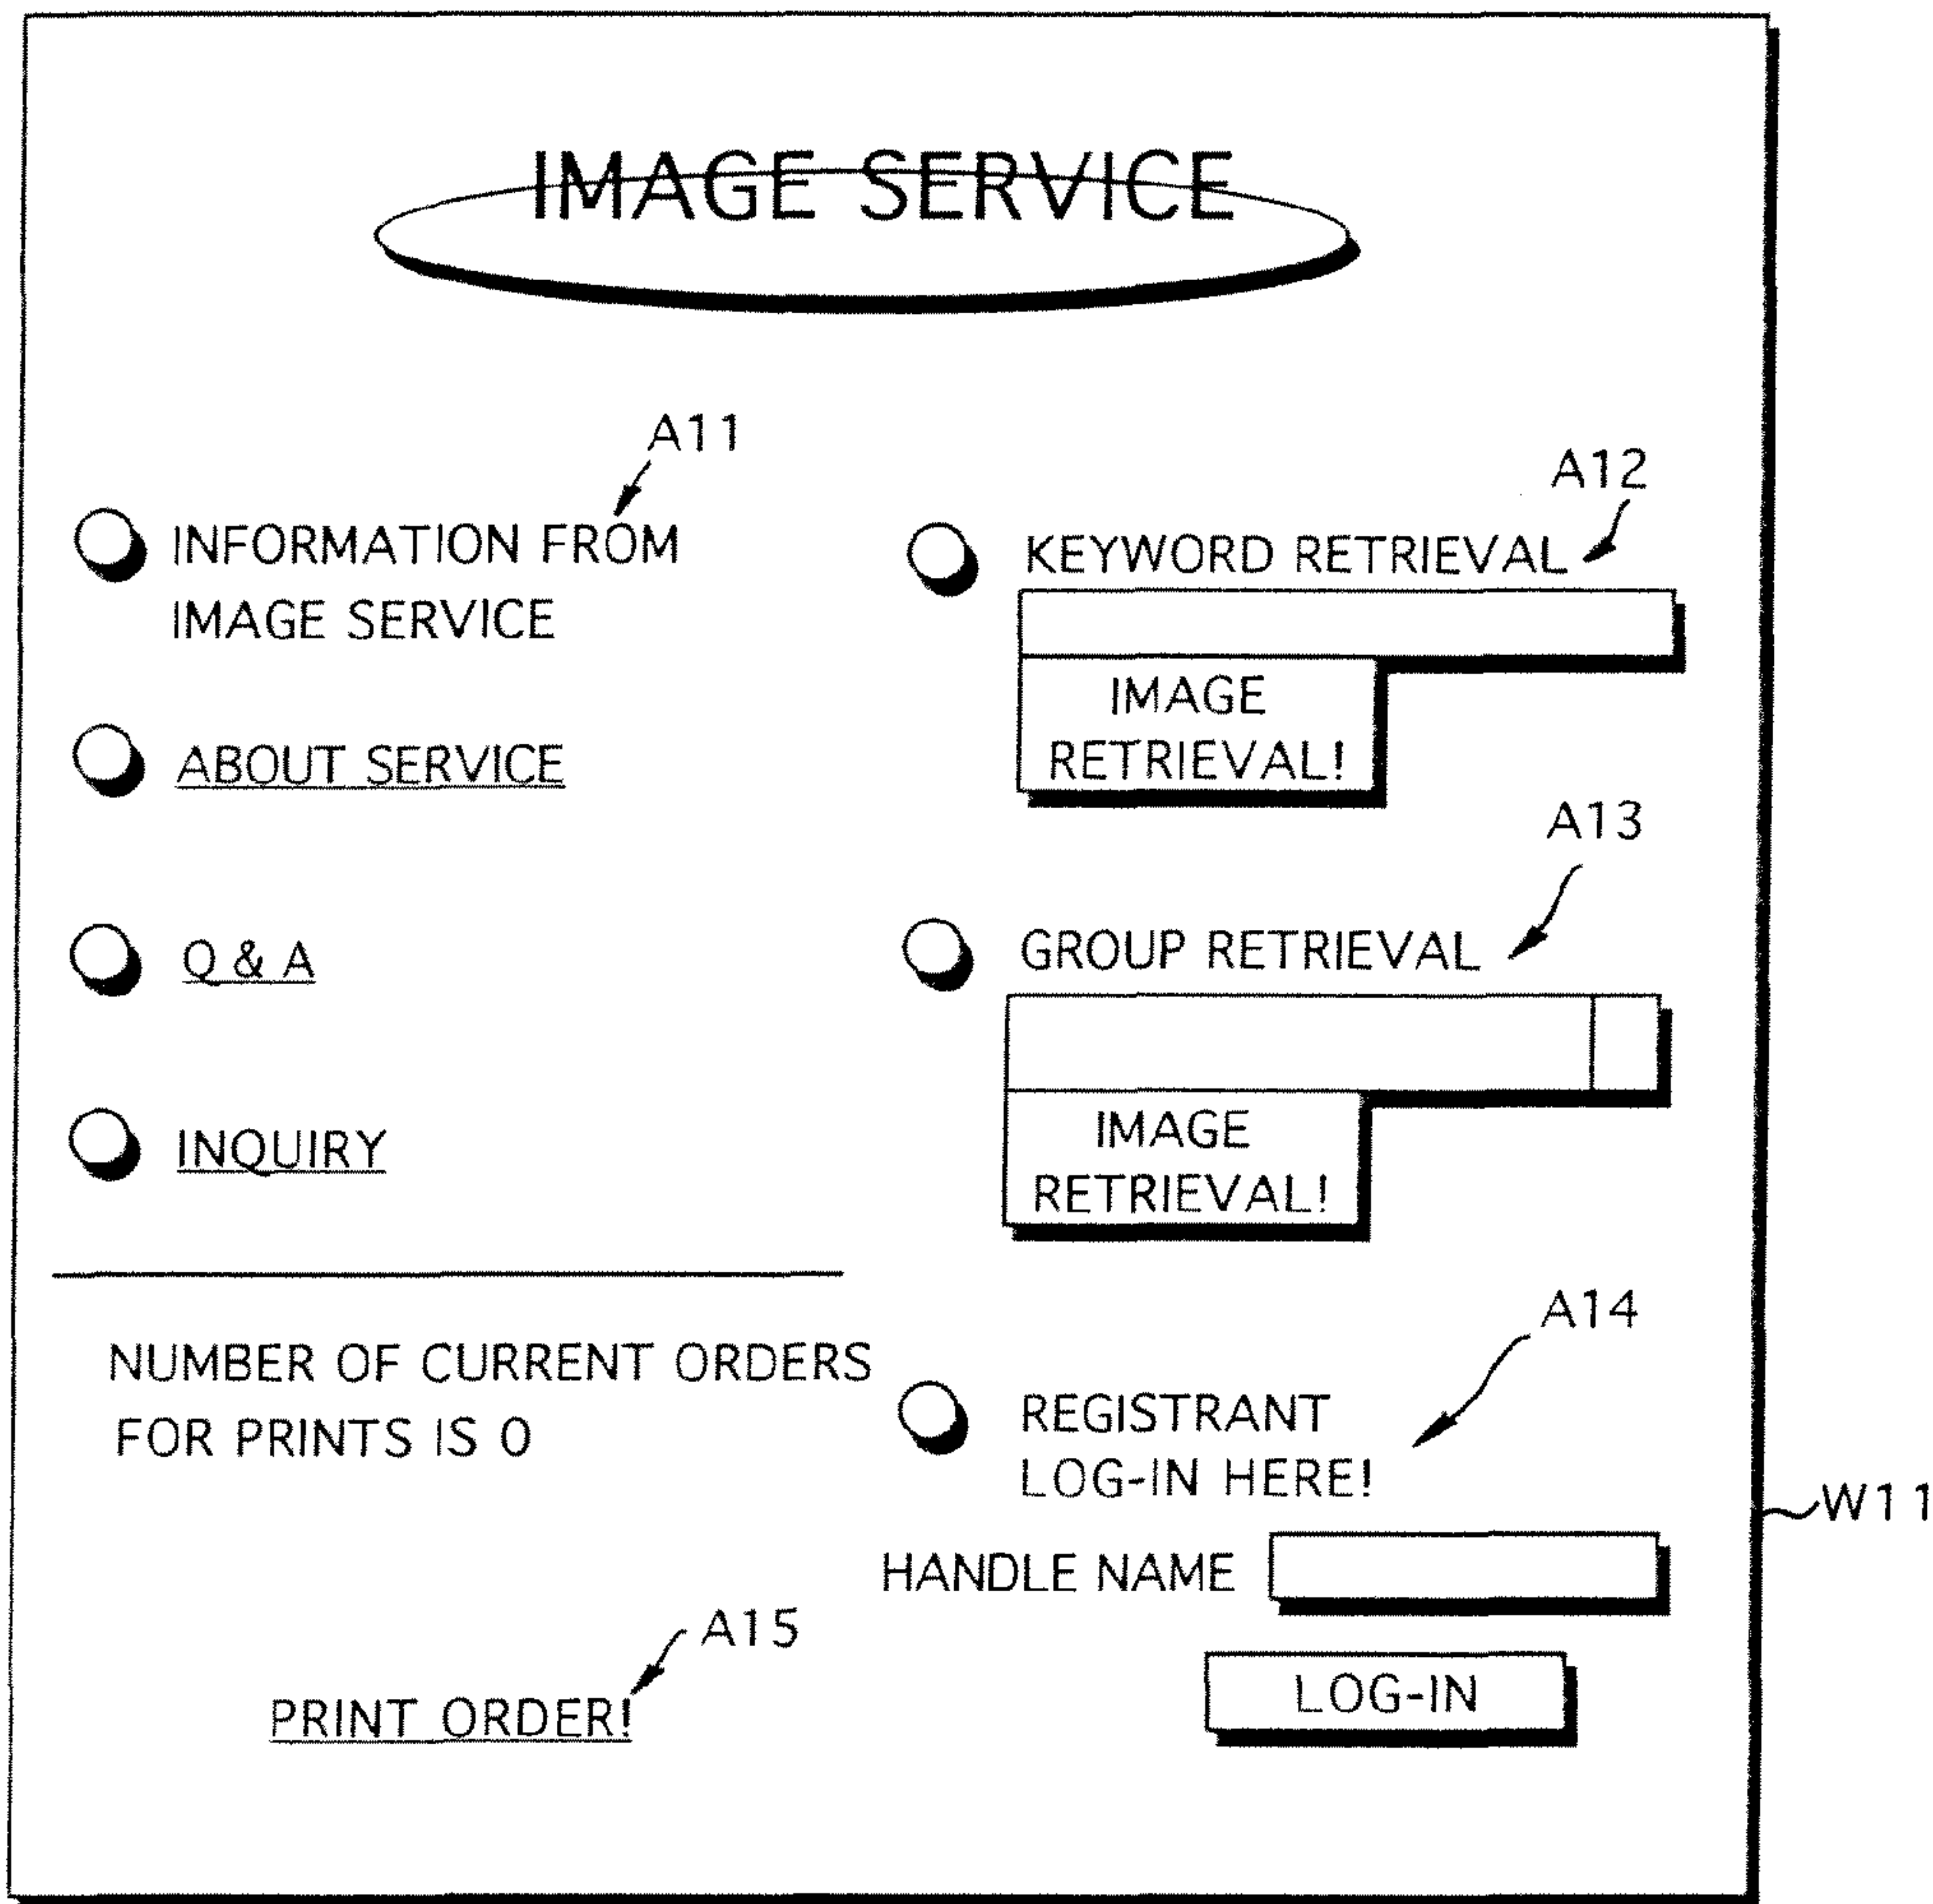 IMAGE SERVICE
A11
INFORMATION FROM
IMAGE SERVICE
ABOUT SERVICE
Q & A
INQUIRY
NUMBER OF CURRENT ORDERS
FOR PRINTS IS 0
A15
PRINT ORDER!
A12
KEYWORD RETRIEVAL
IMAGE
RETRIEVAL!
A13
GROUP RETRIEVAL
IMAGE
RETRIEVAL!
A14
REGISTRANT
LOG-IN HERE!
HANDLE NAME
LOG-IN
W11